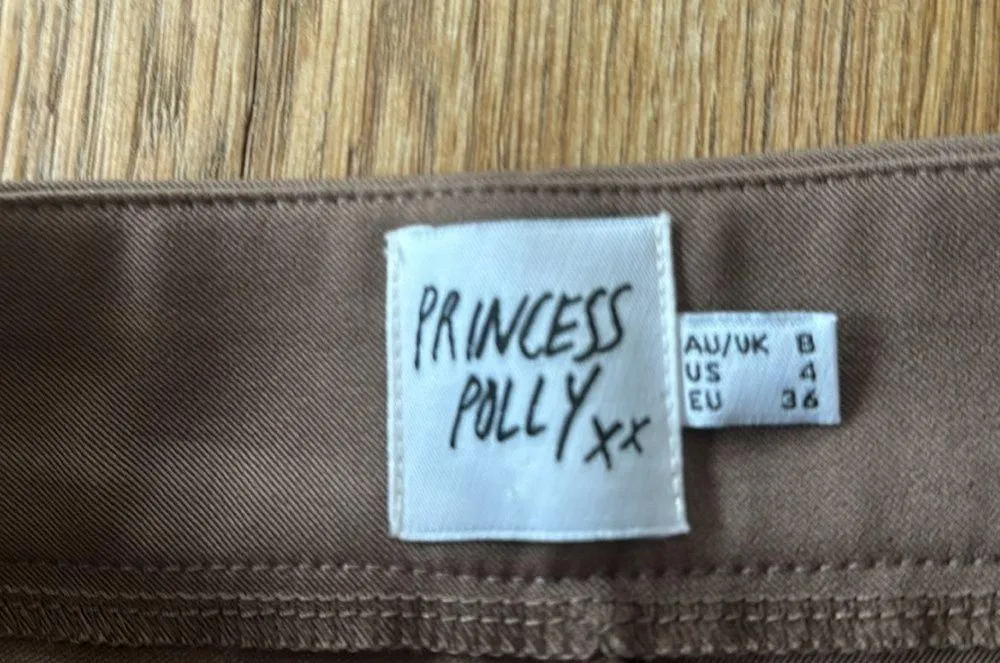 PRINCESS
POLLY xx
AU/UK 8
US 4
EU 36